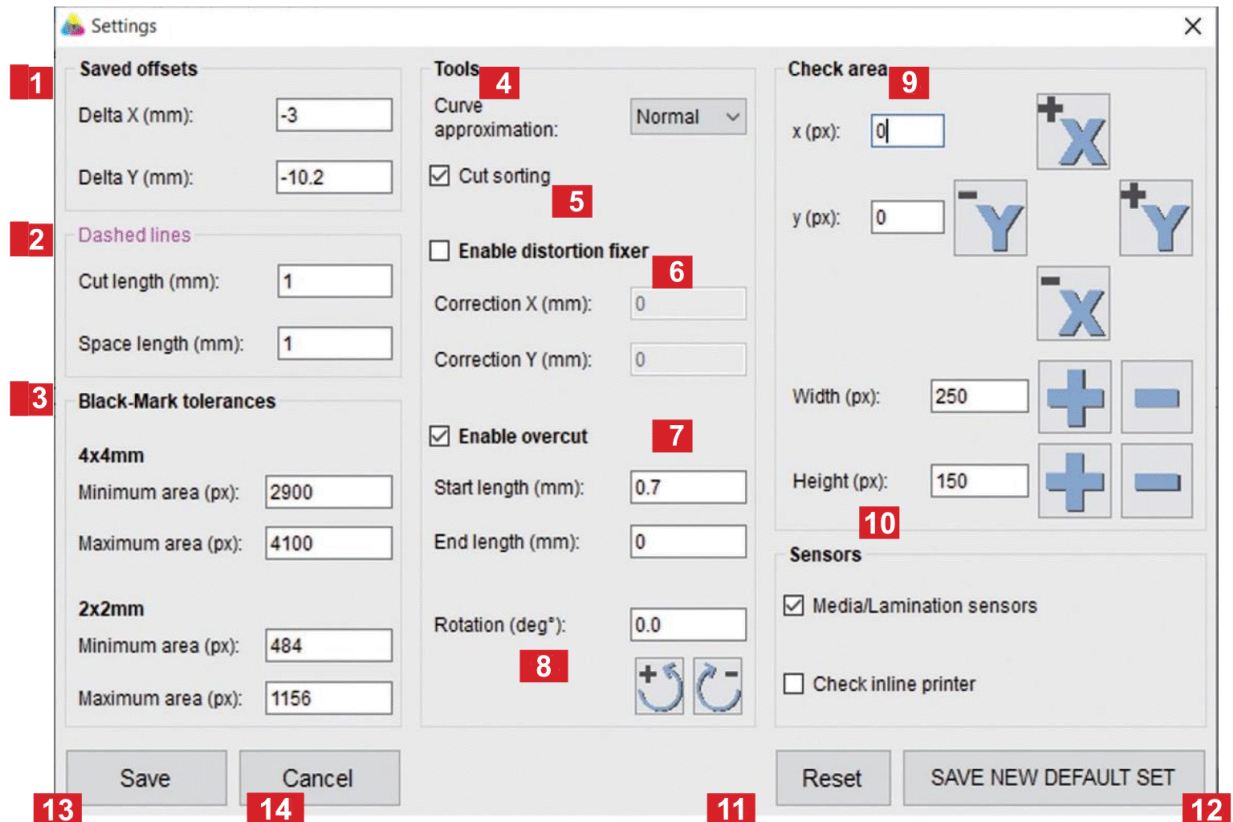 Settings
1
Saved offsets
Delta X (mm): -3
Delta Y (mm): -10.2
2
Dashed lines
Cut length (mm): 1
Space length (mm): 1
3
Black-Mark tolerances
4x4mm
Minimum area (px): 2900
Maximum area (px): 4100
2x2mm
Minimum area (px): 484
Maximum area (px): 1156
Tools
4
Curve
approximation: Normal
Cut sorting
5
Enable distortion fixer
6
Correction X (mm): 0
Correction Y (mm): 0
Enable overcut
7
Start length (mm): 0.7
End length (mm): 0
Rotation (deg°): 0.0
8
+ -
Check area
9
x (px): 0
+X
y (px): 0
-Y +Y
-X
Width (px): 250
Height (px): 150
10
Sensors
Media/Lamination sensors
Check inline printer
Save Cancel Reset SAVE NEW DEFAULT SET
13 14 11 12